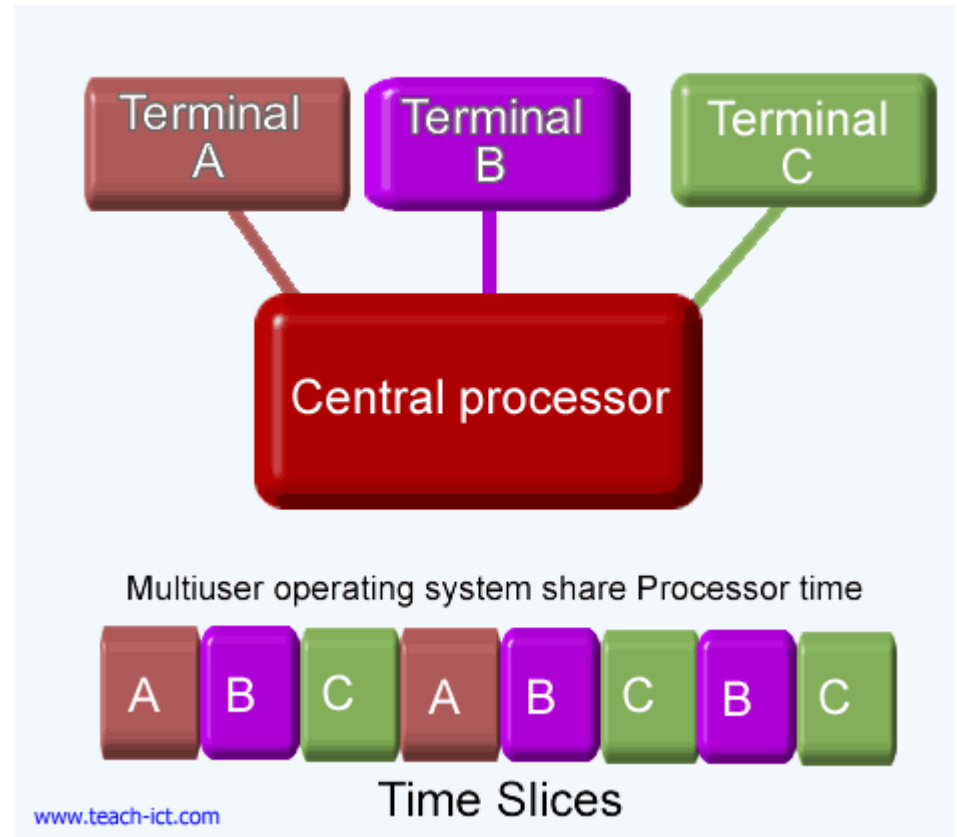 Terminal
A
Terminal
B
Terminal
C
Central processor
Multiuser operating system share Processor time
A B C A B C B C
Time Slices
www.teach-ict.com